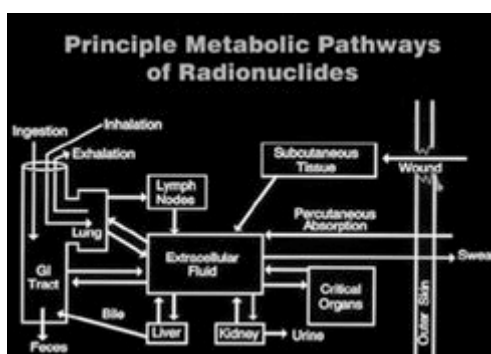 Principle Metabolic Pathways
of Radionuclides
Ingestion
Inhalation
Exhalation
Lung
Lymph
Nodes
Subcutaneous
Tissue
Wound
Percutaneous
Absorption
Sweat
Extracellular
Fluid
GI
Tract
Critical
Organs
Outer Skin
Bile
Liver
Kidney
Urine
Feces